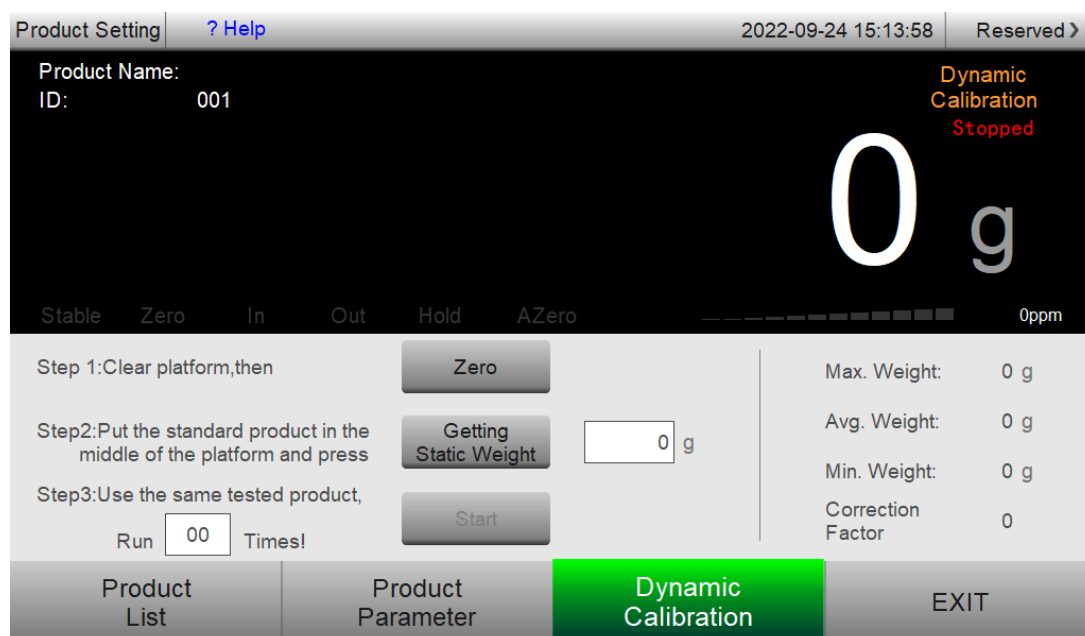 Product Setting ? Help 2022-09-24 15:13:58 Reserved ❯
Product Name:
ID: 001
Dynamic
Calibration
Stopped
0 g
Stable Zero In Out Hold AZero 0ppm
Step 1:Clear platform,then Zero
Step2:Put the standard product in the
middle of the platform and press
Getting
Static Weight
0 g
Step3:Use the same tested product,
Run 00 Times!
Start
Max. Weight: 0 g
Avg. Weight: 0 g
Min. Weight: 0 g
Correction
Factor 0
Product
List
Product
Parameter
Dynamic
Calibration
EXIT